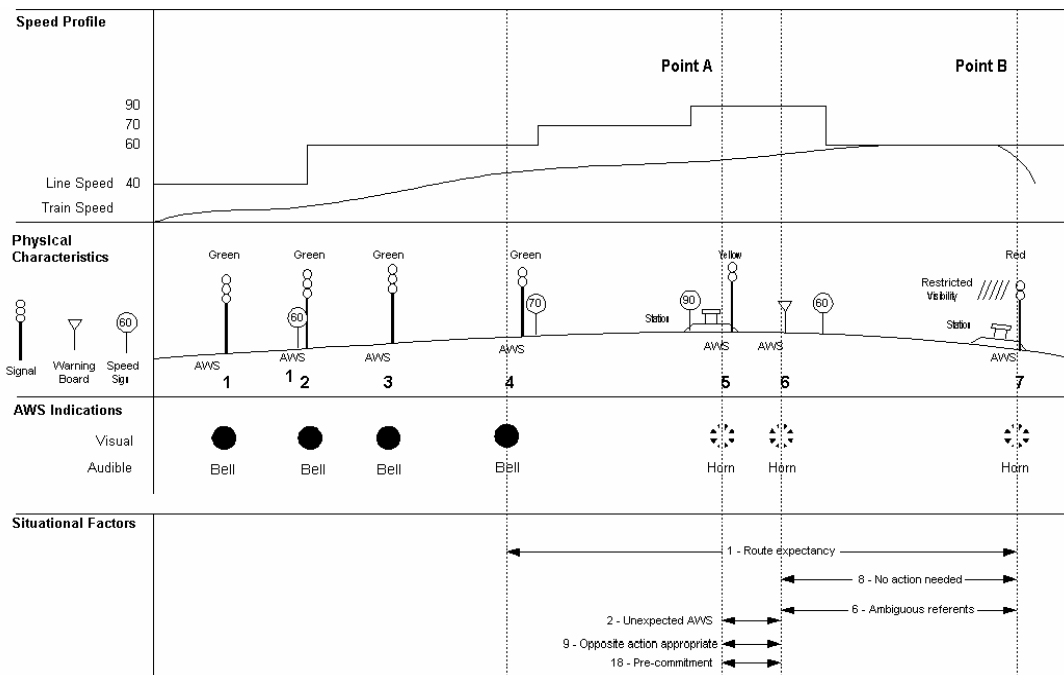 Speed Profile
Point A
Point B
90
70
60
Line Speed 40
Train Speed
Physical
Characteristics
Green
Green
Green
Green
Yellow
Red
Restricted
Visibility
60
70
90
60
60
Station
Station
Signal
Warning
Board
Speed
Sign
AWS
AWS
AWS
AWS
AWS
AWS
AWS
1
1
2
3
4
5
6
7
AWS Indications
Visual
Audible
Bell
Bell
Bell
Bell
Horn
Horn
Horn
Situational Factors
1 - Route expectancy
8 - No action needed
6 - Ambiguous referents
2 - Unexpected AWS
9 - Opposite action appropriate
18 - Pre-commitment